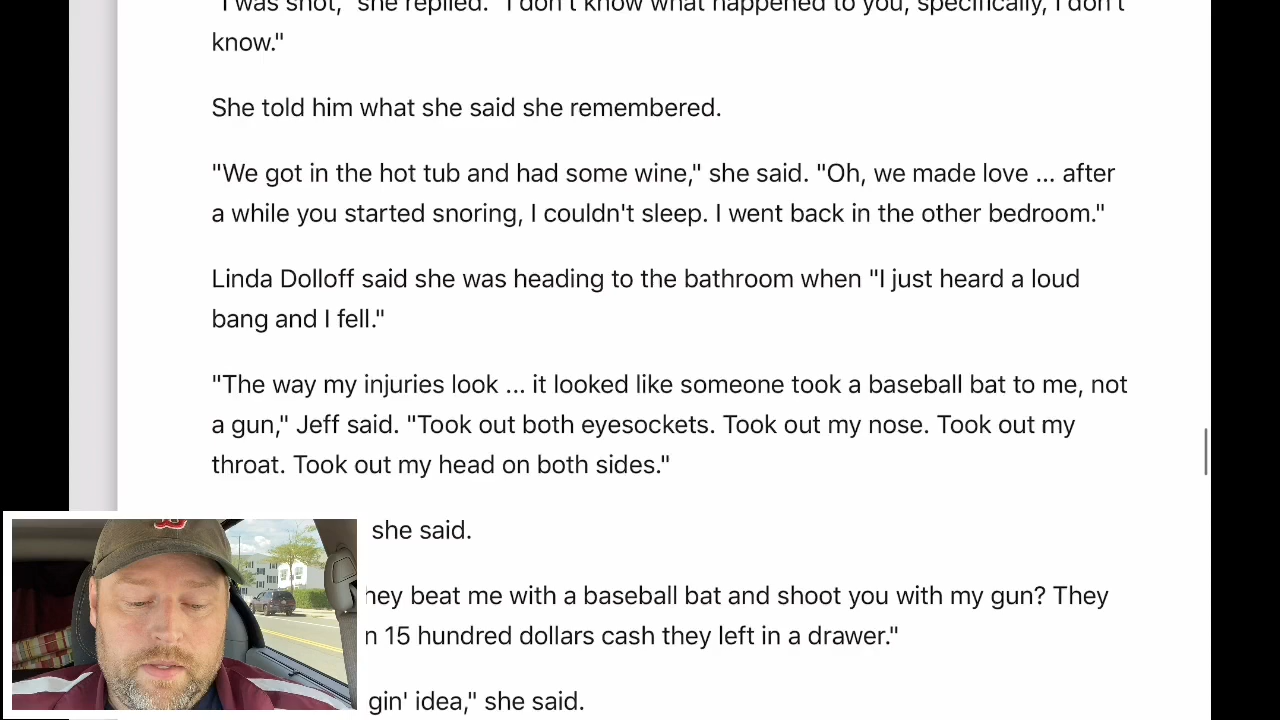 "I was shot," she replied. "I don't know what happened to you, specifically, I don't
know."
She told him what she said she remembered.
"We got in the hot tub and had some wine," she said. "Oh, we made love ... after
a while you started snoring, I couldn't sleep. I went back in the other bedroom."
Linda Dolloff said she was heading to the bathroom when "I just heard a loud
bang and I fell."
"The way my injuries look ... it looked like someone took a baseball bat to me, not
a gun," Jeff said. "Took out both eyesockets. Took out my nose. Took out my
throat. Took out my head on both sides."
she said.
hey beat me with a baseball bat and shoot you with my gun? They
n 15 hundred dollars cash they left in a drawer."
gin' idea," she said.